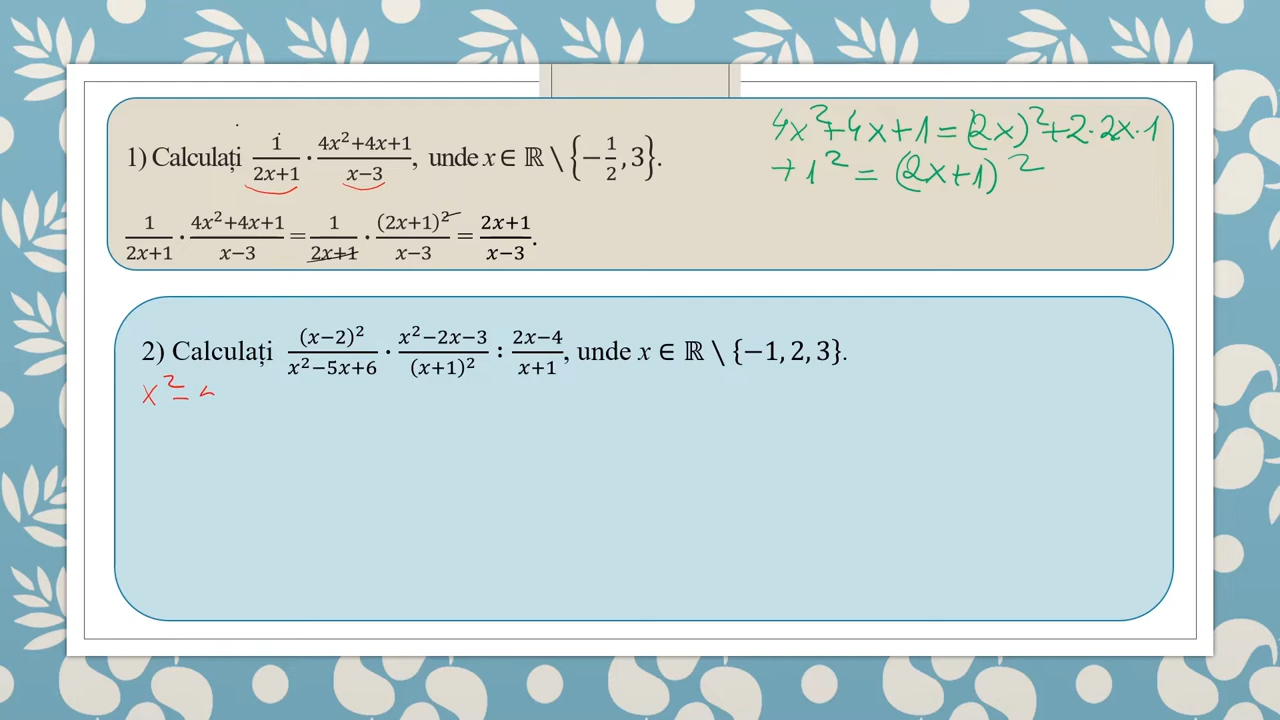 1) Calculați 1/(2x+1) · (4x²+4x+1)/(x−3), unde x ∈ ℝ \ {−1/2, 3}.
4x²+4x+1=(2x)²+2·2x·1
+1² = (2x+1)²
1/(2x+1) · (4x²+4x+1)/(x−3) = 1/(2x+1) · (2x+1)²/(x−3) = (2x+1)/(x−3).
2) Calculați (x−2)²/(x²−5x+6) · (x²−2x−3)/(x+1)² : (2x−4)/(x+1), unde x ∈ ℝ \ {−1, 2, 3}.
x² −